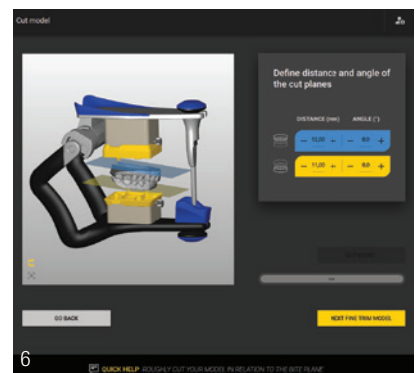 Cut model
Define distance and angle of
the cut planes
DISTANCE (mm) ANGLE (°)
− 10,00 + − 8,0 +
− 11,00 + − 8,0 +
GO BACK
NEXT FINE TRIM MODEL
6
QUICK HELP ROUGHLY CUT YOUR MODEL IN RELATION TO THE BITE PLANE